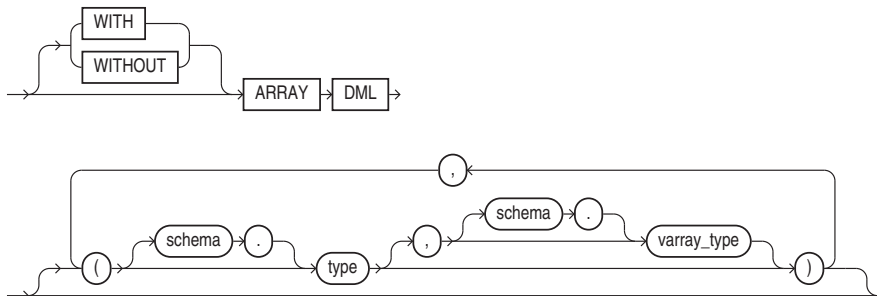 WITH
WITHOUT
ARRAY DML
,
schema .
schema . , varray_type
( type )